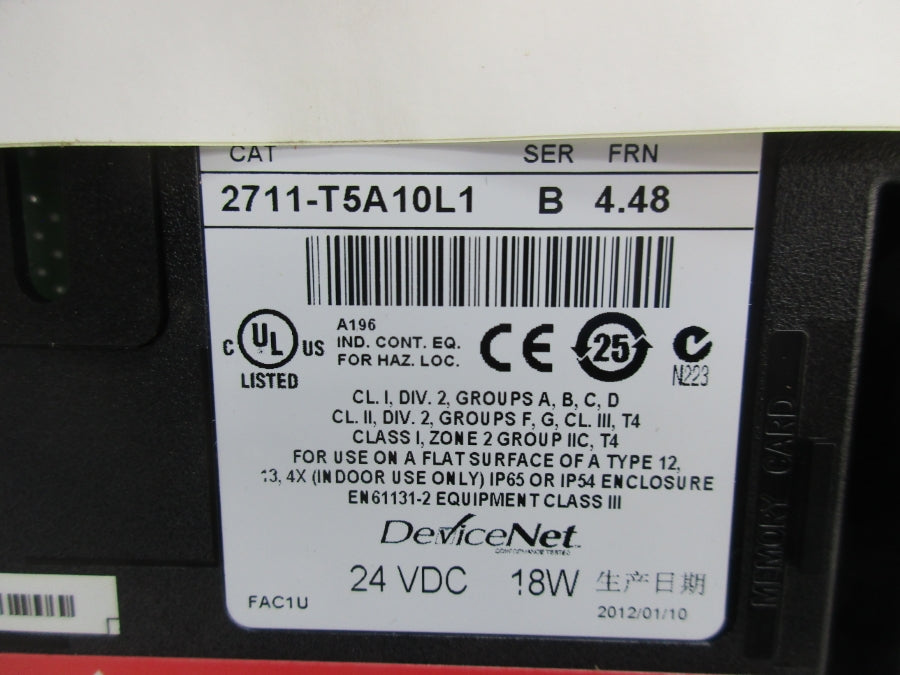 CAT SER FRN
2711-T5A10L1 B 4.48
C UL US
LISTED
A196
IND. CONT. EQ.
FOR HAZ. LOC.
CE
25
N223
CL. I, DIV. 2, GROUPS A, B, C, D
CL. II, DIV. 2, GROUPS F, G, CL. III, T4
CLASS I, ZONE 2 GROUP IIC, T4
FOR USE ON A FLAT SURFACE OF A TYPE 12,
13, 4X (INDOOR USE ONLY) IP65 OR IP54 ENCLOSURE
EN61131-2 EQUIPMENT CLASS III
DeviceNet
CONFORMANCE TESTED
24 VDC 18W 生产日期
FAC1U 2012/01/10
MEMORY CARD